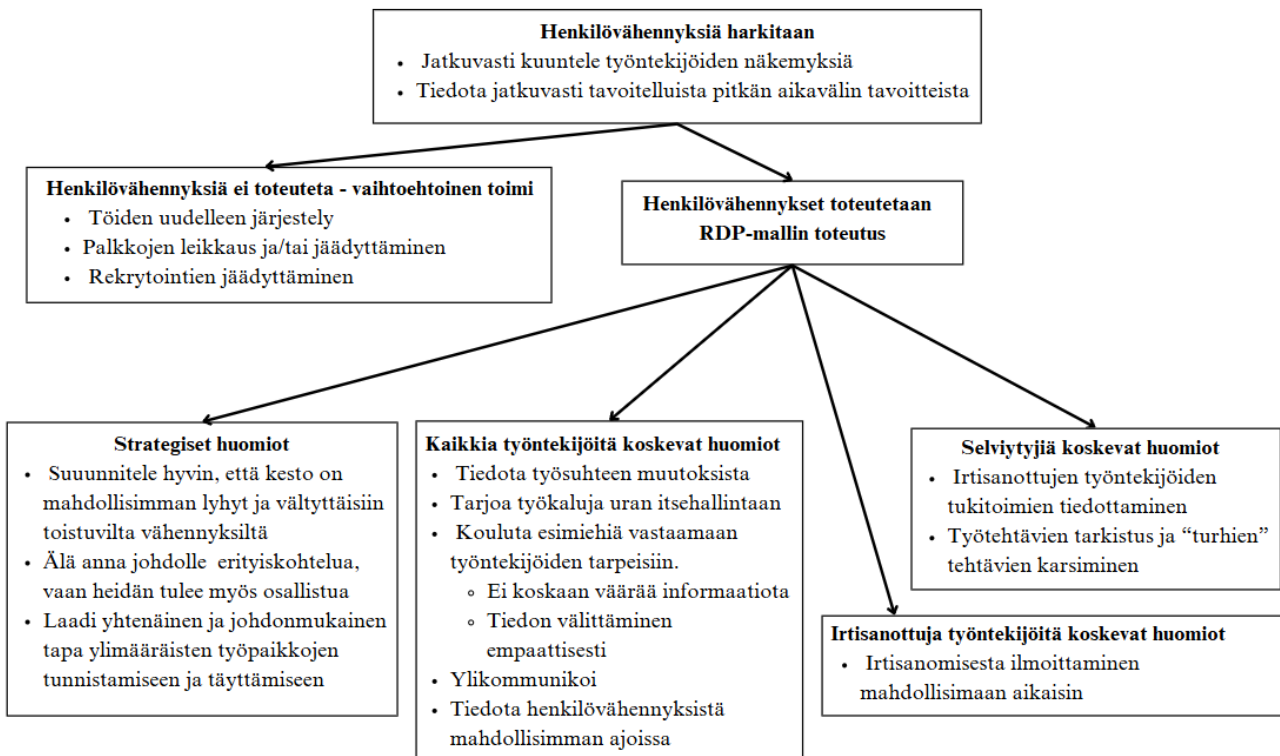 Henkilövähennyksiä harkitaan
• Jatkuvasti kuuntele työntekijöiden näkemyksiä
• Tiedota jatkuvasti tavoitelluista pitkän aikavälin tavoitteista
Henkilövähennyksiä ei toteuteta - vaihtoehtoinen toimi
• Töiden uudelleen järjestely
• Palkkojen leikkaus ja/tai jäädyttäminen
• Rekrytointien jäädyttäminen
Henkilövähennykset toteutetaan
RDP-mallin toteutus
Strategiset huomiot
• Suuunnitele hyvin, että kesto on
mahdollisimman lyhyt ja vältyttäisiin
toistuvilta vähennyksiltä
• Älä anna johdolle erityiskohtelua,
vaan heidän tulee myös osallistua
• Laadi yhtenäinen ja johdonmukainen
tapa ylimääräisten työpaikkojen
tunnistamiseen ja täyttämiseen
Kaikkia työntekijöitä koskevat huomiot
• Tiedota työsuhteen muutoksista
• Tarjoa työkaluja uran itsehallintaan
• Kouluta esimiehiä vastaamaan
työntekijöiden tarpeisiin.
◦ Ei koskaan väärää informaatiota
◦ Tiedon välittäminen
empaattisesti
• Ylikommunikoi
• Tiedota henkilövähennyksistä
mahdollisimman ajoissa
Selviytyjiä koskevat huomiot
• Irtisanottujen työntekijöiden
tukitoimien tiedottaminen
• Työtehtävien tarkistus ja “turhien”
tehtävien karsiminen
Irtisanottuja työntekijöitä koskevat huomiot
• Irtisanomisesta ilmoittaminen
mahdollisimaan aikaisin